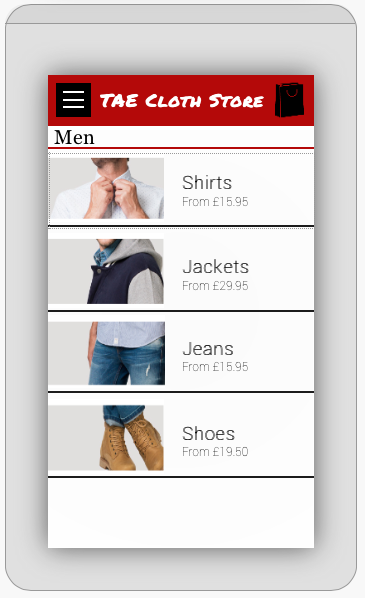 TAE Cloth Store
Men
Shirts
From £15.95
Jackets
From £29.95
Jeans
From £15.95
Shoes
From £19.50